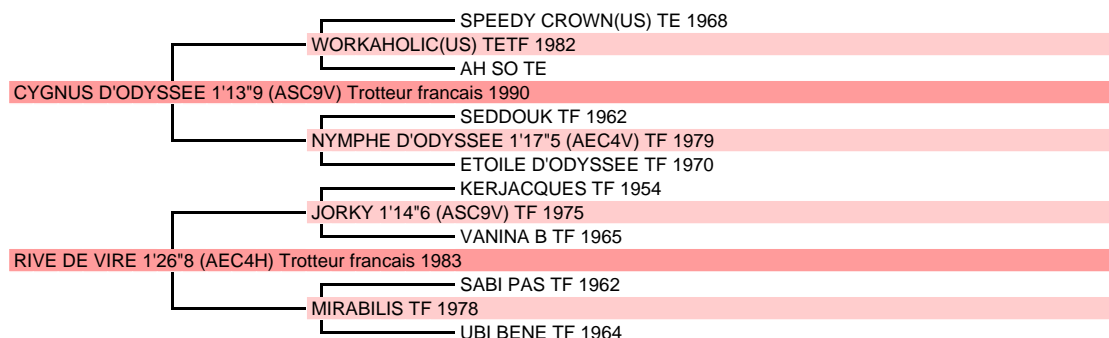 SPEEDY CROWN(US) TE 1968
WORKAHOLIC(US) TETF 1982
AH SO TE
CYGNUS D'ODYSSEE 1'13"9 (ASC9V) Trotteur francais 1990
SEDDOUK TF 1962
NYMPHE D'ODYSSEE 1'17"5 (AEC4V) TF 1979
ETOILE D'ODYSSEE TF 1970
KERJACQUES TF 1954
JORKY 1'14"6 (ASC9V) TF 1975
VANINA B TF 1965
RIVE DE VIRE 1'26"8 (AEC4H) Trotteur francais 1983
SABI PAS TF 1962
MIRABILIS TF 1978
UBI BENE TF 1964